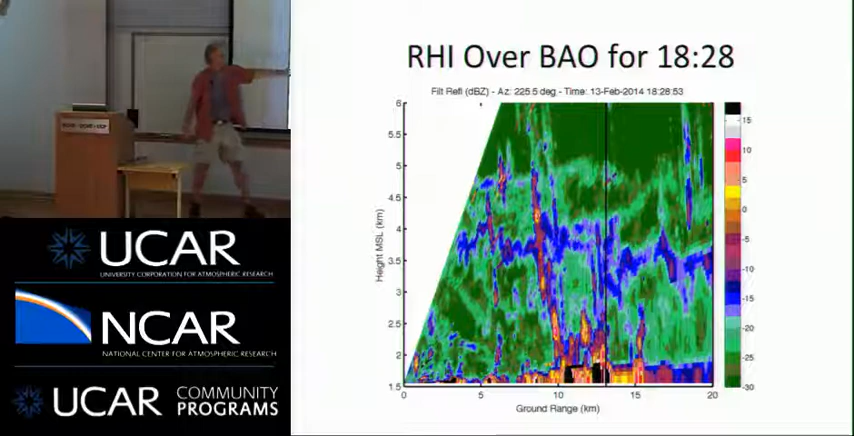 RHI Over BAO for 18:28
Filt Refl (dBZ) - Az: 225.5 deg - Time: 13-Feb-2014 18:28:53
6
5.5
5
4.5
4
3.5
3
2.5
2
1.5
Height MSL (km)
0 5 10 15 20
Ground Range (km)
15
10
5
0
-5
-10
-15
-20
-25
-30
UCAR
UNIVERSITY CORPORATION FOR ATMOSPHERIC RESEARCH
NCAR
NATIONAL CENTER FOR ATMOSPHERIC RESEARCH
UCAR COMMUNITY
PROGRAMS